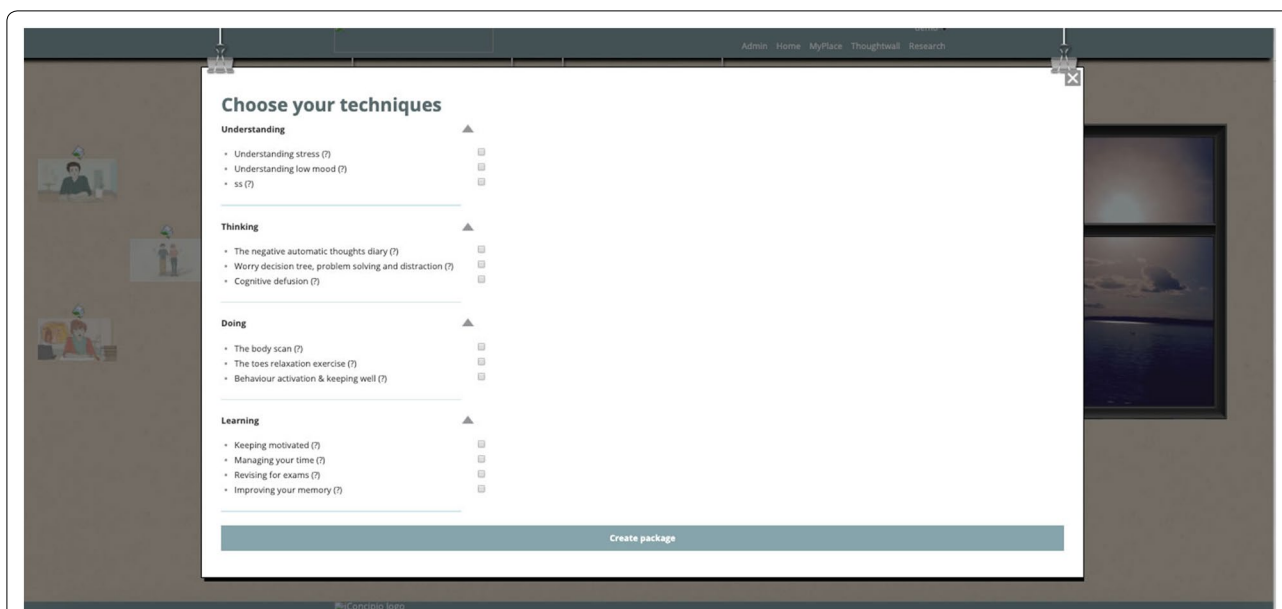 Admin Home MyPlace Thoughtwall Research
Choose your techniques
Understanding
Understanding stress (?)
Understanding low mood (?)
ss (?)
Thinking
The negative automatic thoughts diary (?)
Worry decision tree, problem solving and distraction (?)
Cognitive defusion (?)
Doing
The body scan (?)
The toes relaxation exercise (?)
Behaviour activation & keeping well (?)
Learning
Keeping motivated (?)
Managing your time (?)
Revising for exams (?)
Improving your memory (?)
Create package
Concipio logo